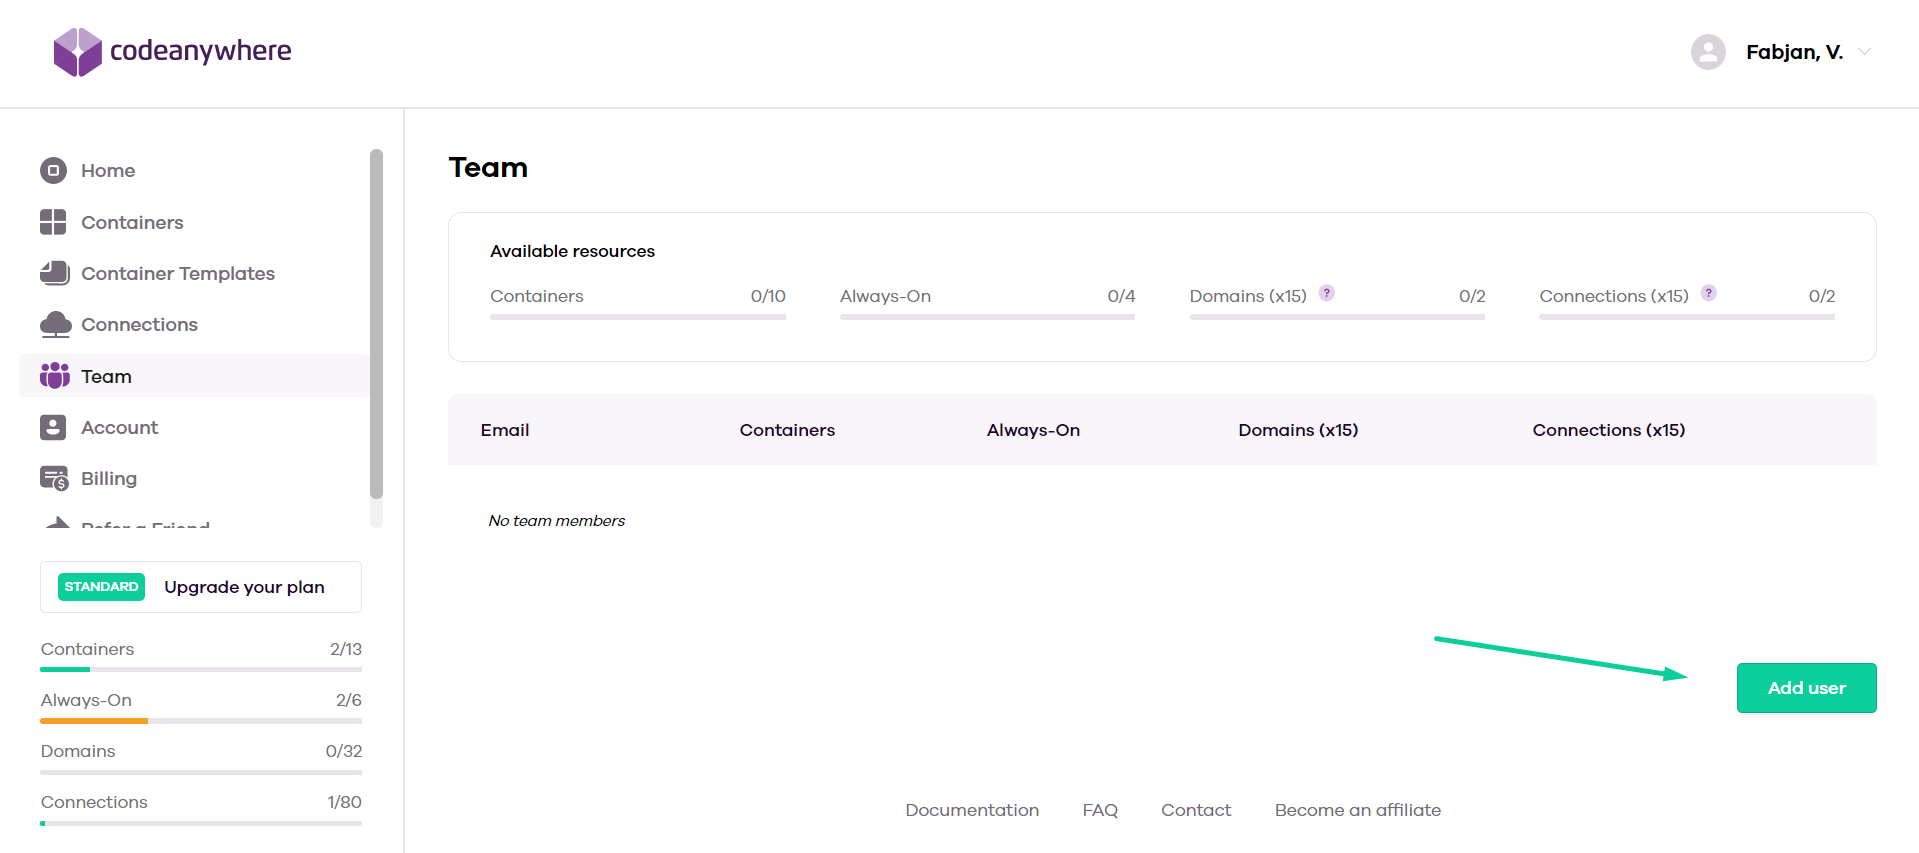 codeanywhere
Fabjan, V.
Home
Containers
Container Templates
Connections
Team
Account
Billing
Refer a Friend
STANDARD Upgrade your plan
Containers 2/13
Always-On 2/6
Domains 0/32
Connections 1/80
Team
Available resources
Containers 0/10 Always-On 0/4 Domains (x15) ? 0/2 Connections (x15) ? 0/2
Email Containers Always-On Domains (x15) Connections (x15)
No team members
Add user
Documentation FAQ Contact Become an affiliate